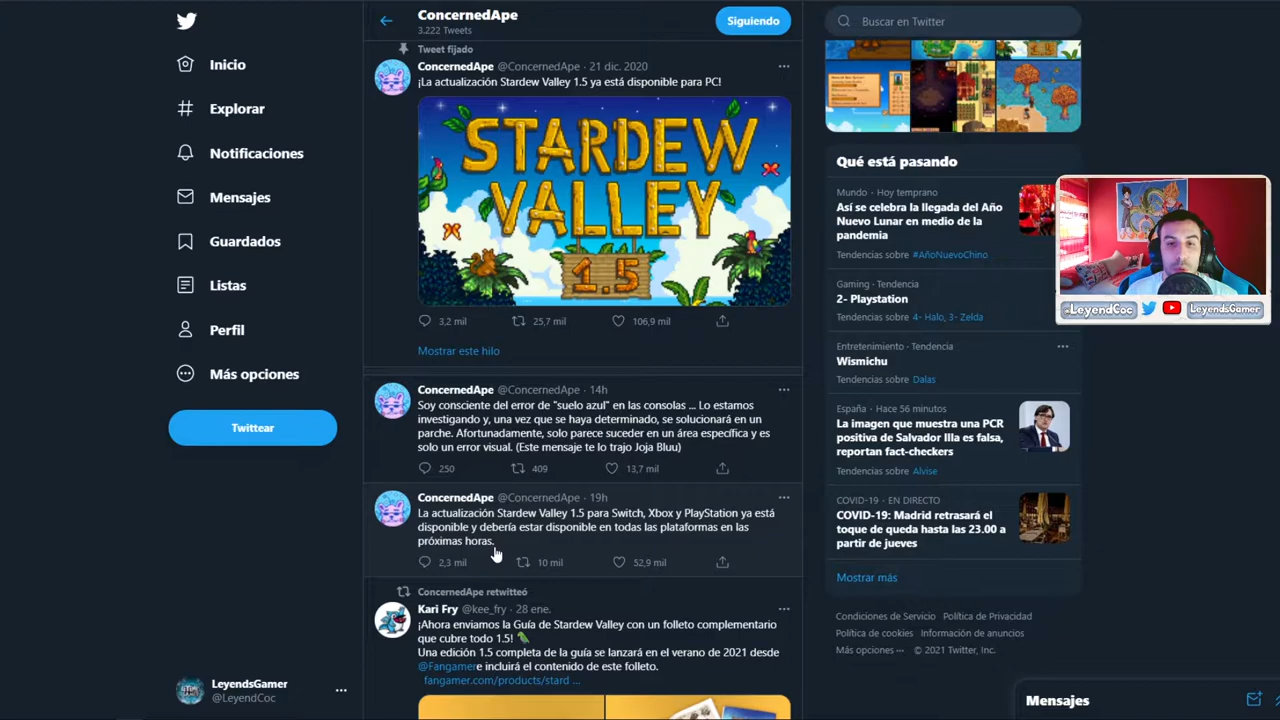 Inicio
Explorar
Notificaciones
Mensajes
Guardados
Listas
Perfil
Más opciones
Twittear
LeyendsGamer
@LeyendCoc
ConcernedApe
3.222 Tweets
Siguiendo
Tweet fijado
ConcernedApe @ConcernedApe · 21 dic. 2020
¡La actualización Stardew Valley 1.5 ya está disponible para PC!
STARDEW
VALLEY
1.5
3,2 mil 25,7 mil 106,9 mil
Mostrar este hilo
ConcernedApe @ConcernedApe · 14h
Soy consciente del error de "suelo azul" en las consolas ... Lo estamos
investigando y, una vez que se haya determinado, se solucionará en un
parche. Afortunadamente, solo parece suceder en un área específica y es
solo un error visual. (Este mensaje te lo trajo Joja Bluu)
250 409 13,7 mil
ConcernedApe @ConcernedApe · 19h
La actualización Stardew Valley 1.5 para Switch, Xbox y PlayStation ya está
disponible y debería estar disponible en todas las plataformas en las
próximas horas.
2,3 mil 10 mil 52,9 mil
ConcernedApe retwitteó
Kari Fry @kee_fry · 28 ene.
¡Ahora enviamos la Guía de Stardew Valley con un folleto complementario
que cubre todo 1.5!
Una edición 1.5 completa de la guía se lanzará en el verano de 2021 desde
@Fangamere incluirá el contenido de este folleto.
fangamer.com/products/stard ...
Buscar en Twitter
Qué está pasando
Mundo · Hoy temprano
Así se celebra la llegada del Año
Nuevo Lunar en medio de la
pandemia
Tendencias sobre #AñoNuevoChino
Gaming · Tendencia
2- Playstation
Tendencias sobre 4- Halo, 3- Zelda
Entretenimiento · Tendencia
Wismichu
Tendencias sobre Dalas
España · Hace 56 minutos
La imagen que muestra una PCR
positiva de Salvador Illa es falsa,
reportan fact-checkers
Tendencias sobre Alvise
COVID-19 · EN DIRECTO
COVID-19: Madrid retrasará el
toque de queda hasta las 23.00 a
partir de jueves
Mostrar más
Condiciones de Servicio Política de Privacidad
Política de cookies Información de anuncios
Más opciones ··· © 2021 Twitter, Inc.
@LeyendCoc LeyendsGamer
Mensajes